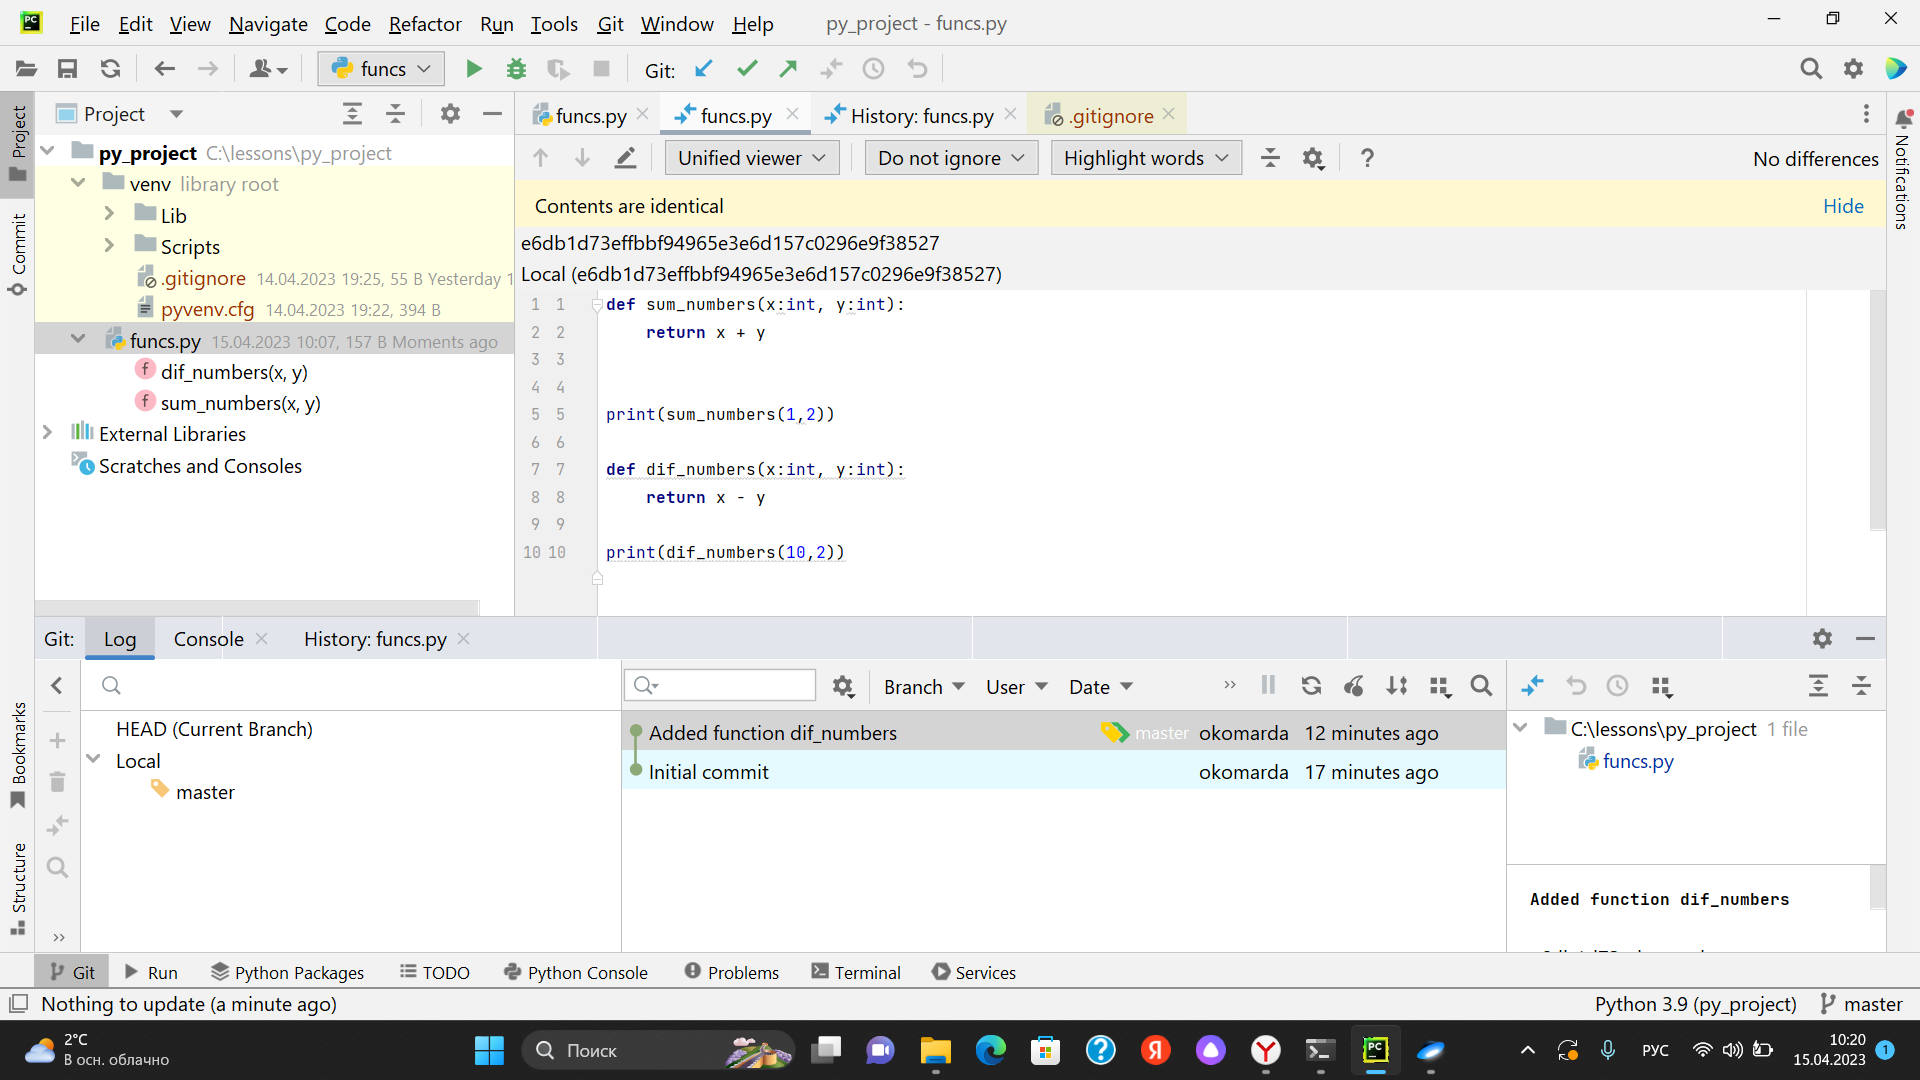 File Edit View Navigate Code Refactor Run Tools Git Window Help py_project - funcs.py
funcs Git:
Project
Commit
Bookmarks
Structure
Notifications
Project
py_project C:\lessons\py_project
venv library root
Lib
Scripts
.gitignore 14.04.2023 19:25, 55 B Yesterday 1
pyvenv.cfg 14.04.2023 19:22, 394 B
funcs.py 15.04.2023 10:07, 157 B Moments ago
dif_numbers(x, y)
sum_numbers(x, y)
External Libraries
Scratches and Consoles
funcs.py funcs.py History: funcs.py .gitignore
Unified viewer Do not ignore Highlight words ? No differences
Contents are identical Hide
e6db1d73effbbf94965e3e6d157c0296e9f38527
Local (e6db1d73effbbf94965e3e6d157c0296e9f38527)
1 1 def sum_numbers(x:int, y:int):
2 2 return x + y
3 3
4 4
5 5 print(sum_numbers(1,2))
6 6
7 7 def dif_numbers(x:int, y:int):
8 8 return x - y
9 9
10 10 print(dif_numbers(10,2))
Git: Log Console History: funcs.py
HEAD (Current Branch)
Local
master
Branch User Date
Added function dif_numbers master okomarda 12 minutes ago
Initial commit okomarda 17 minutes ago
C:\lessons\py_project 1 file
funcs.py
Added function dif_numbers
Git Run Python Packages TODO Python Console Problems Terminal Services
Nothing to update (a minute ago) Python 3.9 (py_project) master
2°C
В осн. облачно
Поиск
РУС
10:20
15.04.2023
1